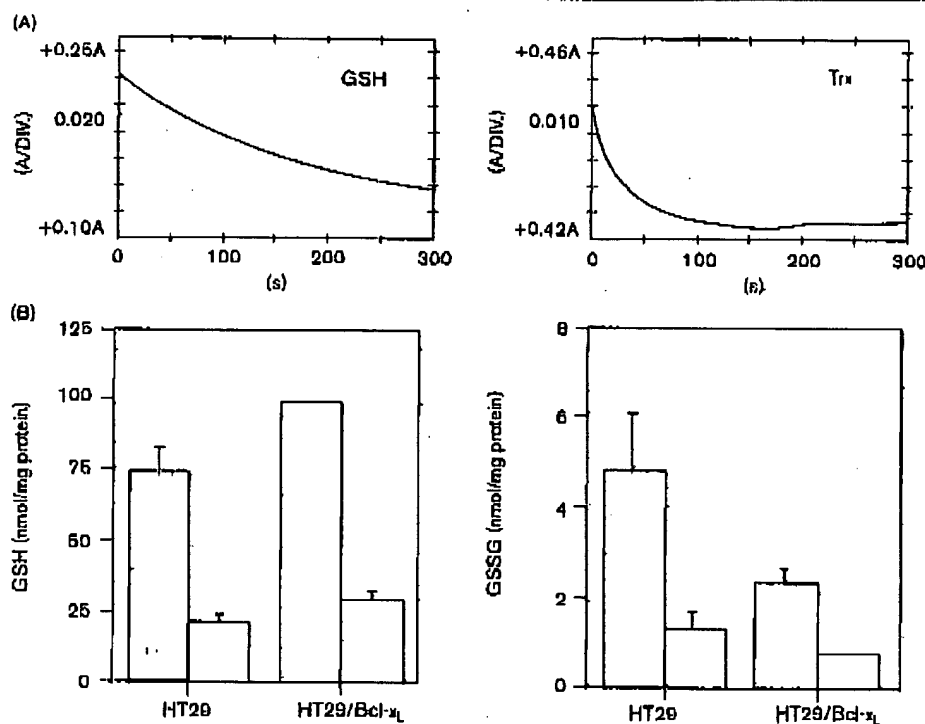 (A)
+0.25A
0.020
+0.10A
(A/DIV.)
GSH
0 100 200 300
(s)
+0.46A
0.010
+0.42A
(A/DIV.)
Trx
0 100 200 300
(s)
(B)
125
100
75
50
25
0
GSH (nmol/mg protein)
HT29 HT29/Bcl-xL
8
6
4
2
0
GSSG (nmol/mg protein)
HT29 HT29/Bcl-xL